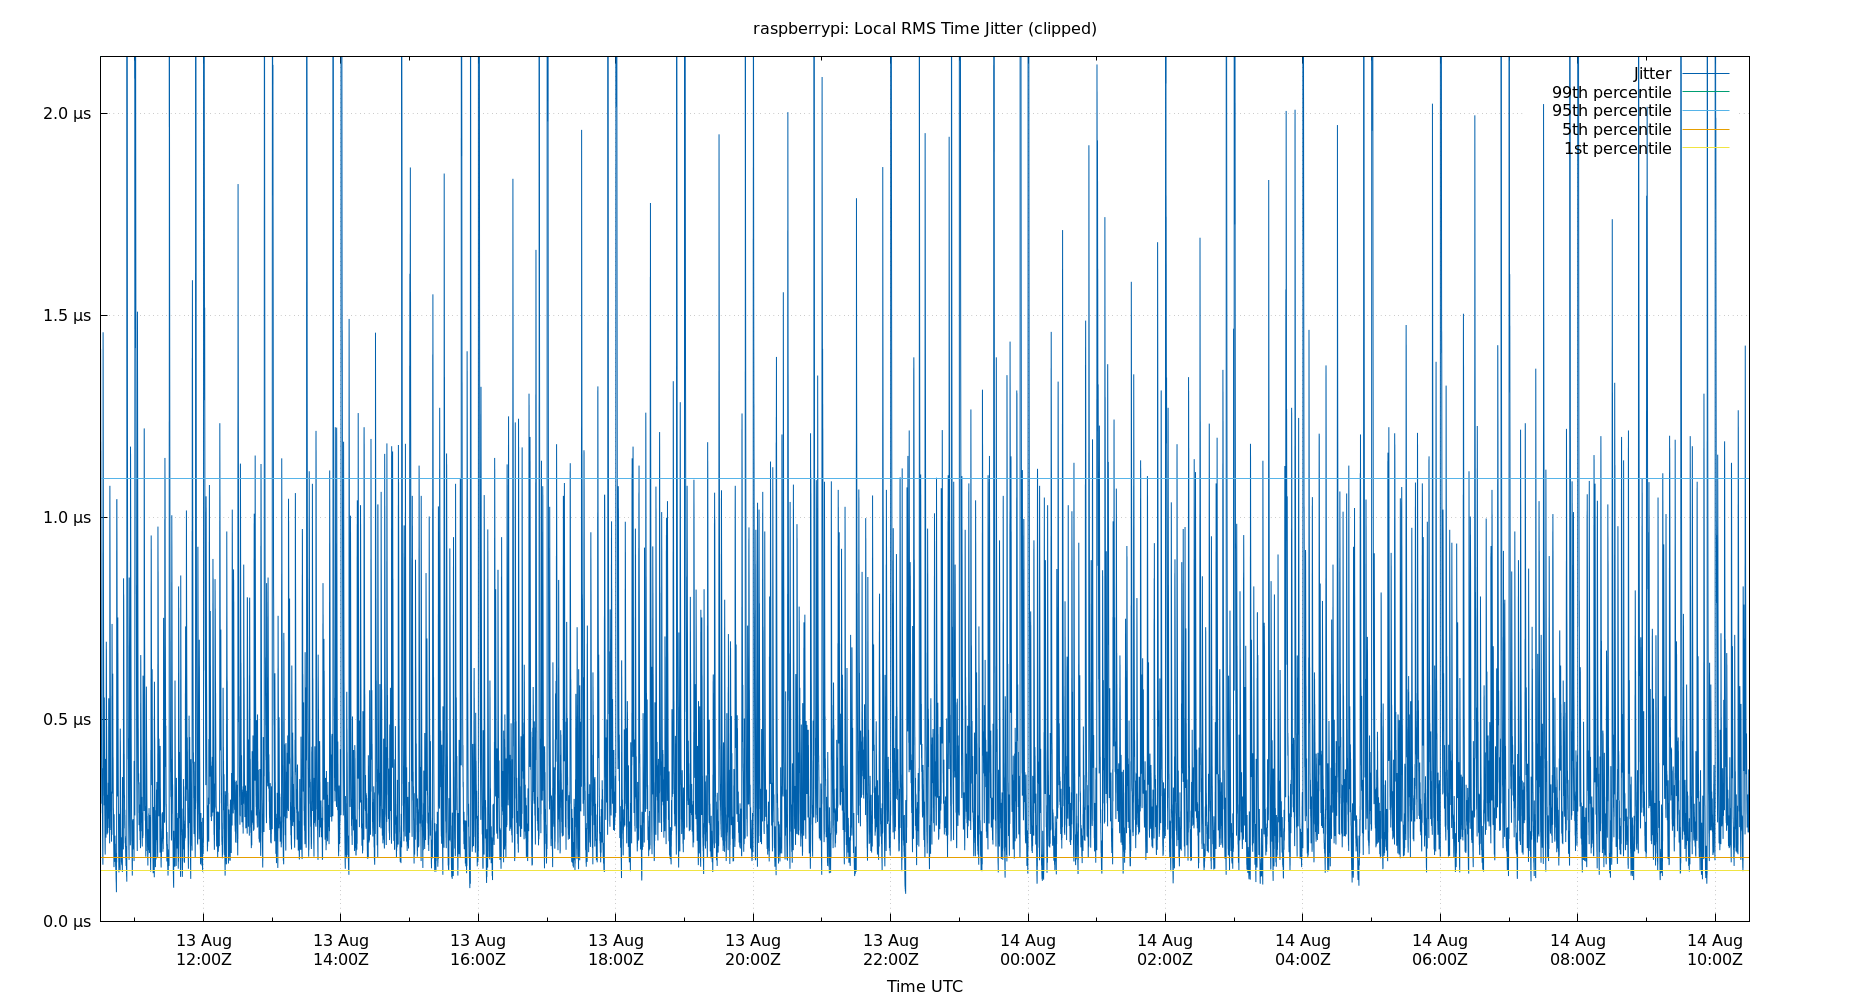 raspberrypi: Local RMS Time Jitter (clipped)
Jitter
99th percentile
95th percentile
5th percentile
1st percentile
2.0 µs
1.5 µs
1.0 µs
0.5 µs
0.0 µs
13 Aug 13 Aug 13 Aug 13 Aug 13 Aug 13 Aug 14 Aug 14 Aug 14 Aug 14 Aug 14 Aug 14 Aug
12:00Z 14:00Z 16:00Z 18:00Z 20:00Z 22:00Z 00:00Z 02:00Z 04:00Z 06:00Z 08:00Z 10:00Z
Time UTC